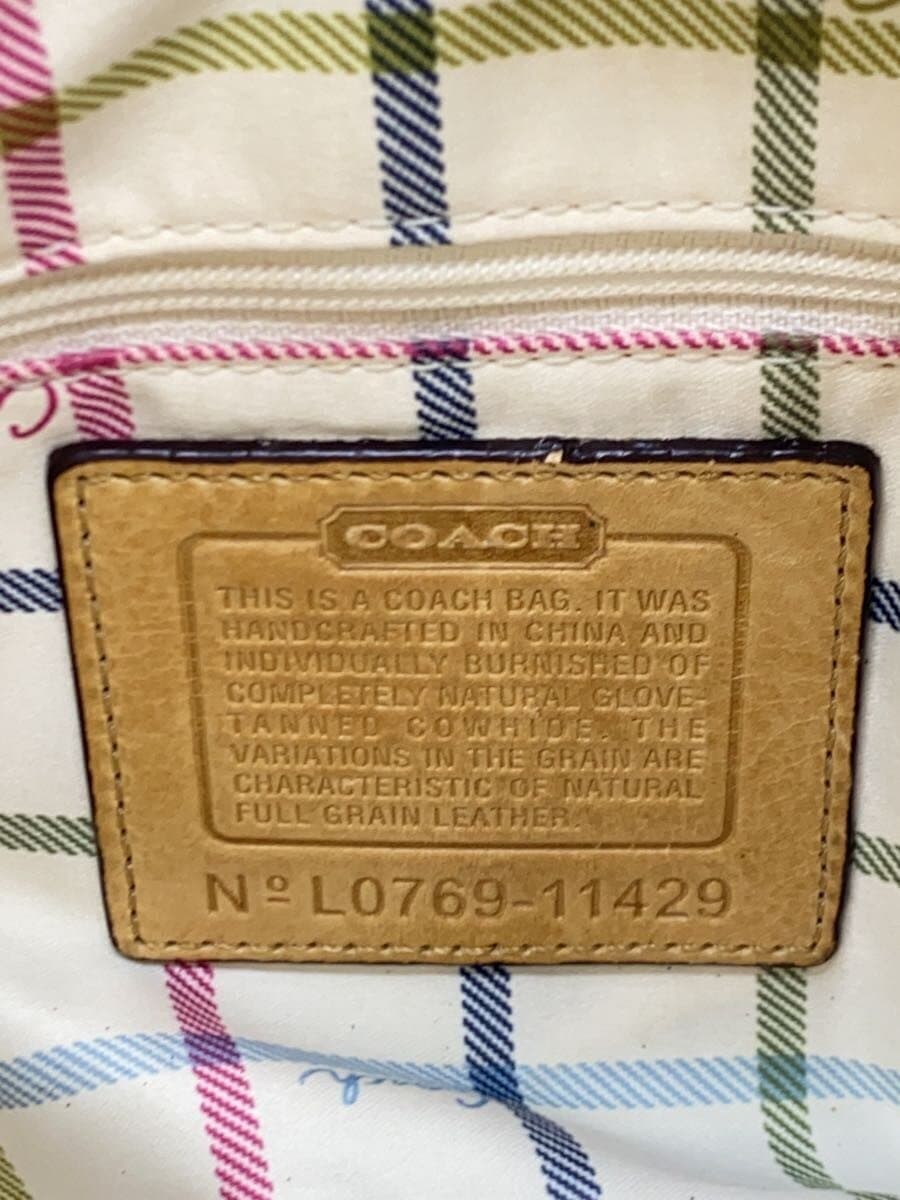 COACH
THIS IS A COACH BAG. IT WAS
HANDCRAFTED IN CHINA AND
INDIVIDUALLY BURNISHED OF
COMPLETELY NATURAL GLOVE-
TANNED COWHIDE. THE
VARIATIONS IN THE GRAIN ARE
CHARACTERISTIC OF NATURAL
FULL GRAIN LEATHER.
Nº L0769-11429